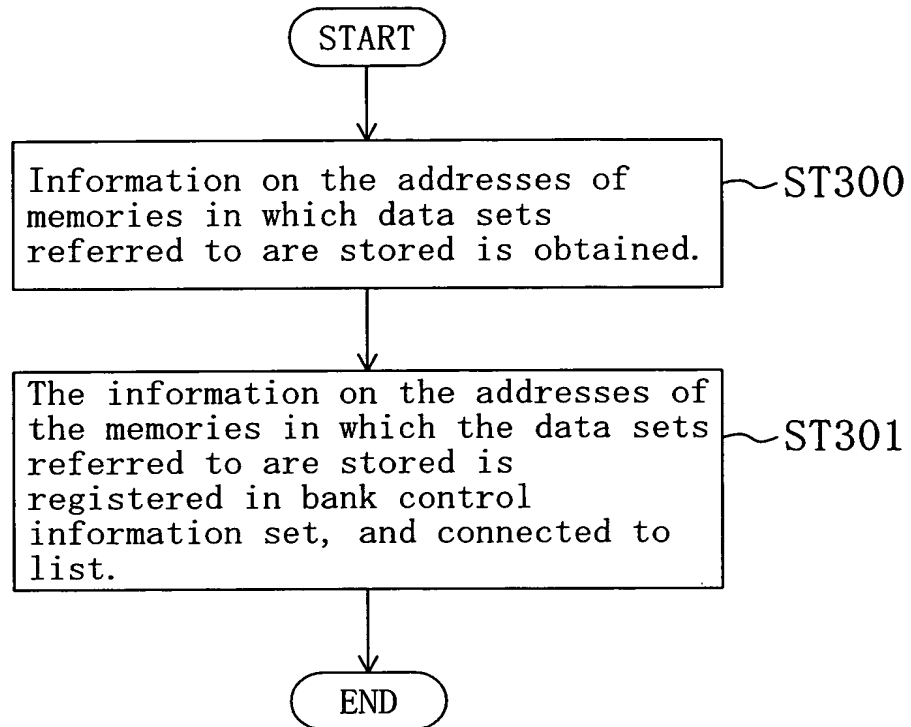 START
Information on the addresses of
memories in which data sets
referred to are stored is obtained.
ST300
The information on the addresses of
the memories in which the data sets
referred to are stored is
registered in bank control
information set, and connected to
list.
ST301
END